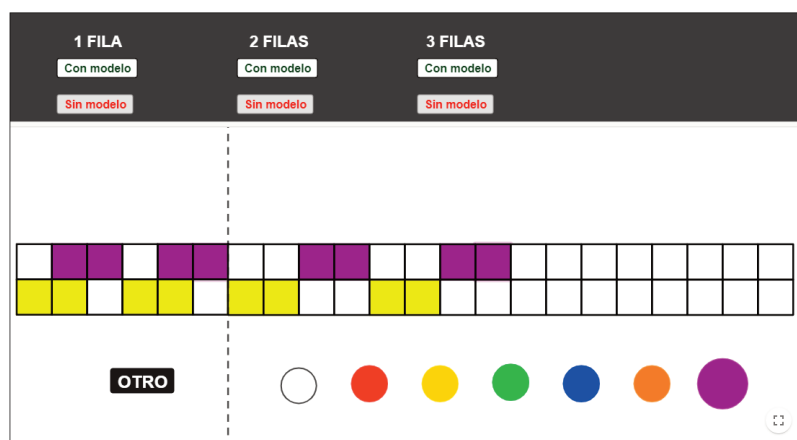 1 FILA 2 FILAS 3 FILAS
Con modelo Con modelo Con modelo
Sin modelo Sin modelo Sin modelo
OTRO